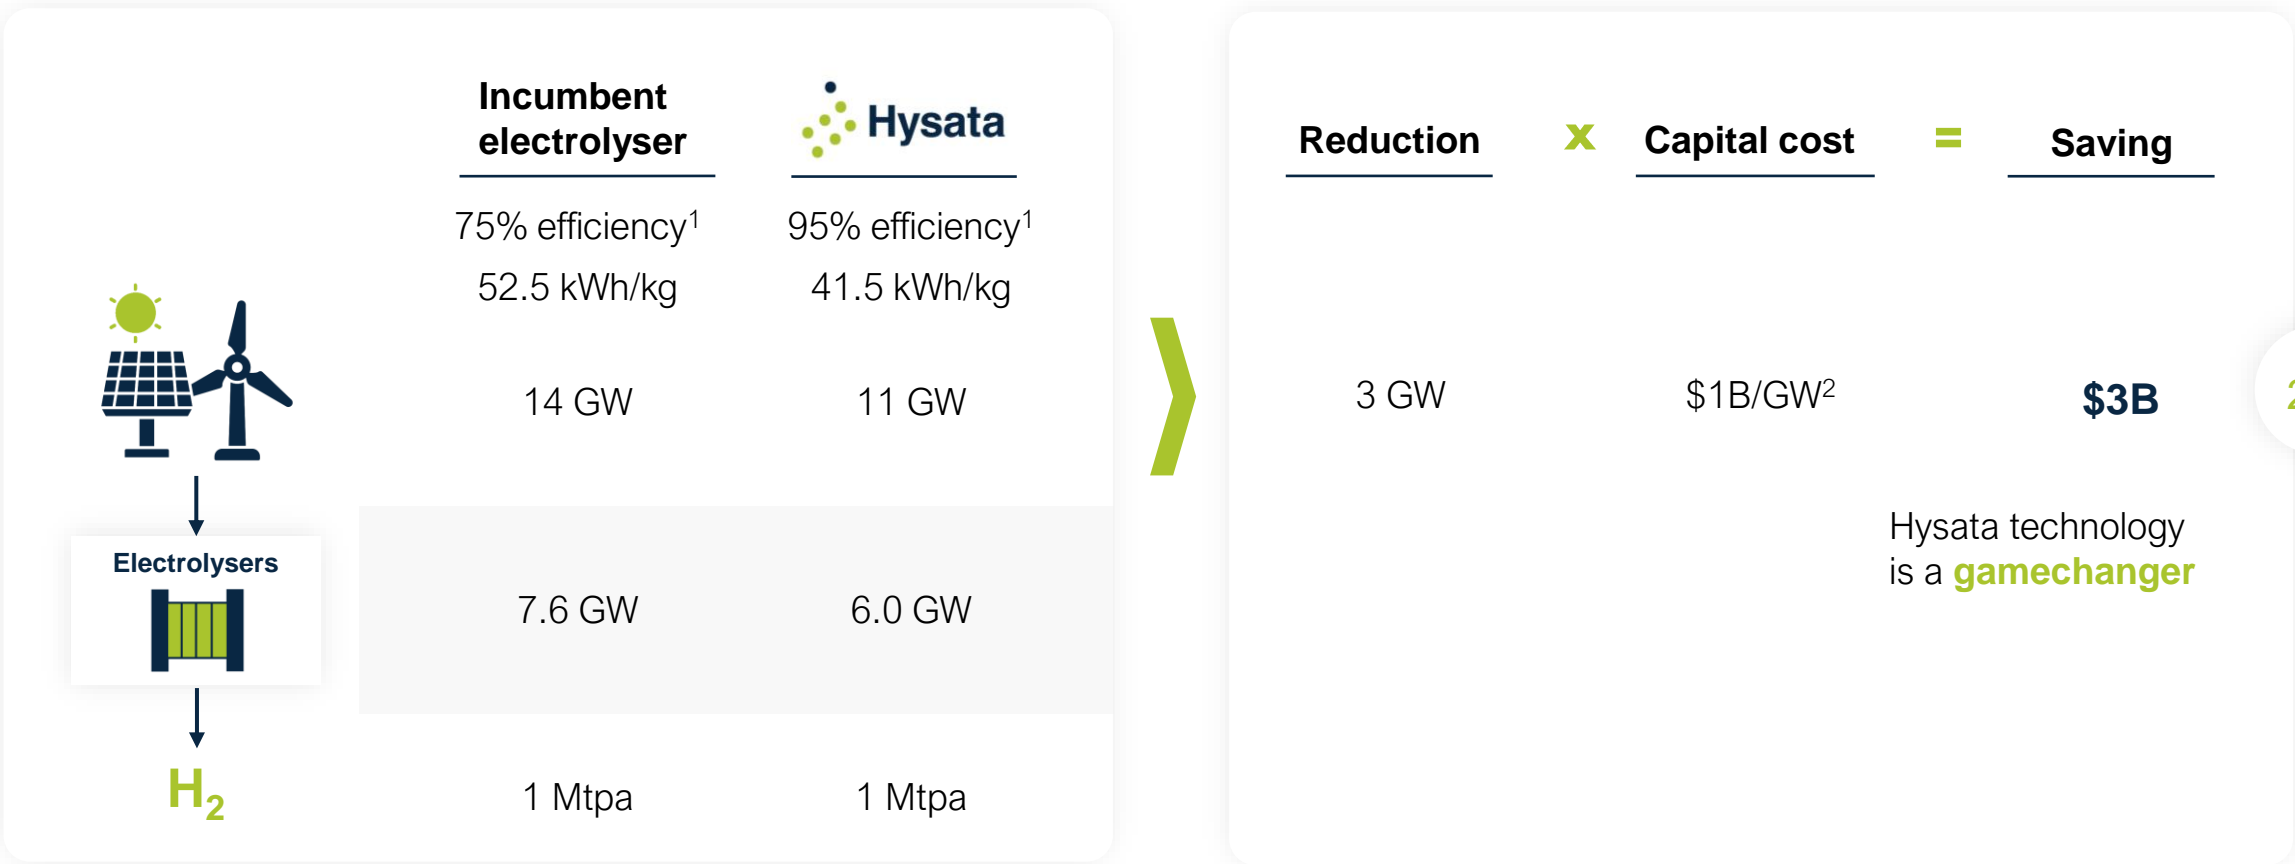 Incumbent
electrolyser
Hysata
75% efficiency¹
95% efficiency¹
52.5 kWh/kg
41.5 kWh/kg
14 GW
11 GW
Electrolysers
7.6 GW
6.0 GW
H₂
1 Mtpa
1 Mtpa
Reduction x Capital cost = Saving
3 GW
$1B/GW²
$3B
Hysata technology
is a gamechanger